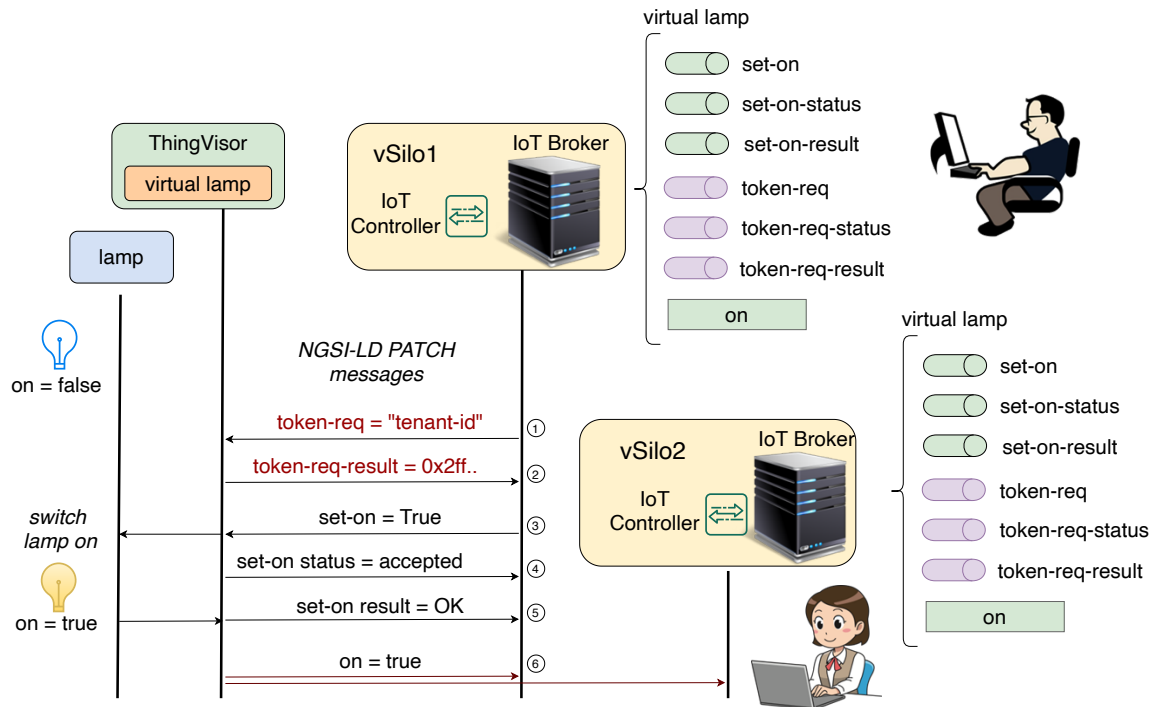 virtual lamp
set-on
set-on-status
set-on-result
token-req
token-req-status
token-req-result
on
ThingVisor
virtual lamp
vSilo1
IoT Broker
IoT
Controller
lamp
on = false
NGSI-LD PATCH
messages
token-req = "tenant-id"
1
token-req-result = 0x2ff..
2
switch
lamp on
set-on = True
3
set-on status = accepted
4
on = true
set-on result = OK
5
on = true
6
vSilo2
IoT Broker
IoT
Controller
virtual lamp
set-on
set-on-status
set-on-result
token-req
token-req-status
token-req-result
on